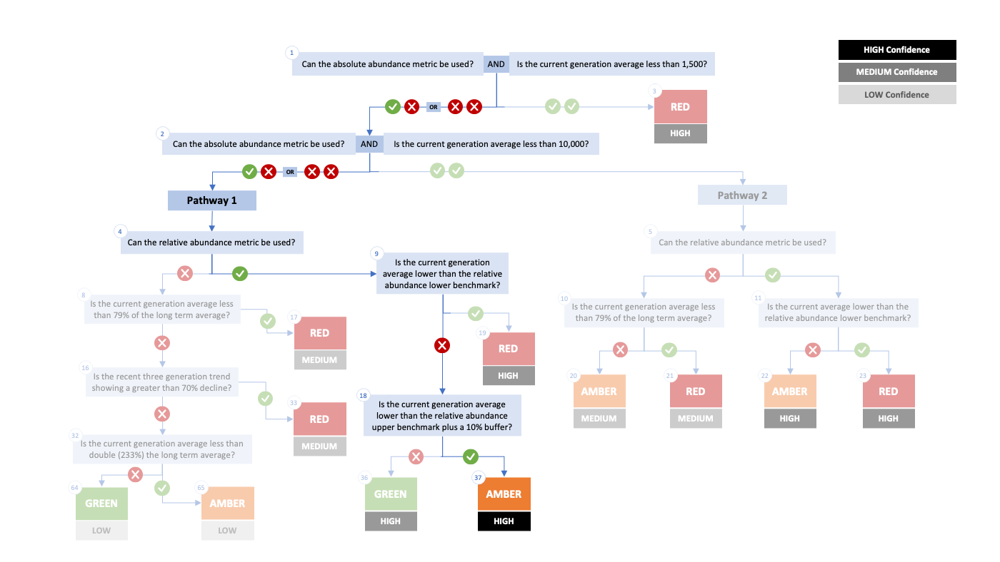 HIGH Confidence
MEDIUM Confidence
LOW Confidence
1
Can the absolute abundance metric be used?
AND
Is the current generation average less than 1,500?
OR
3
RED
HIGH
2
Can the absolute abundance metric be used?
AND
Is the current generation average less than 10,000?
OR
Pathway 1
Pathway 2
4
Can the relative abundance metric be used?
5
Can the relative abundance metric be used?
9
Is the current generation
average lower than the relative
abundance lower benchmark?
8
Is the current generation average less
than 79% of the long term average?
17
RED
MEDIUM
19
RED
HIGH
10
Is the current generation average less
than 79% of the long term average?
11
Is the current average lower than the
relative abundance lower benchmark?
16
Is the recent three generation trend
showing a greater than 70% decline?
33
RED
MEDIUM
18
Is the current generation average
lower than the relative abundance
upper benchmark plus a 10% buffer?
20
AMBER
MEDIUM
21
RED
MEDIUM
22
AMBER
HIGH
23
RED
HIGH
32
Is the current generation average less than
double (233%) the long term average?
64
GREEN
LOW
65
AMBER
LOW
36
GREEN
HIGH
37
AMBER
HIGH